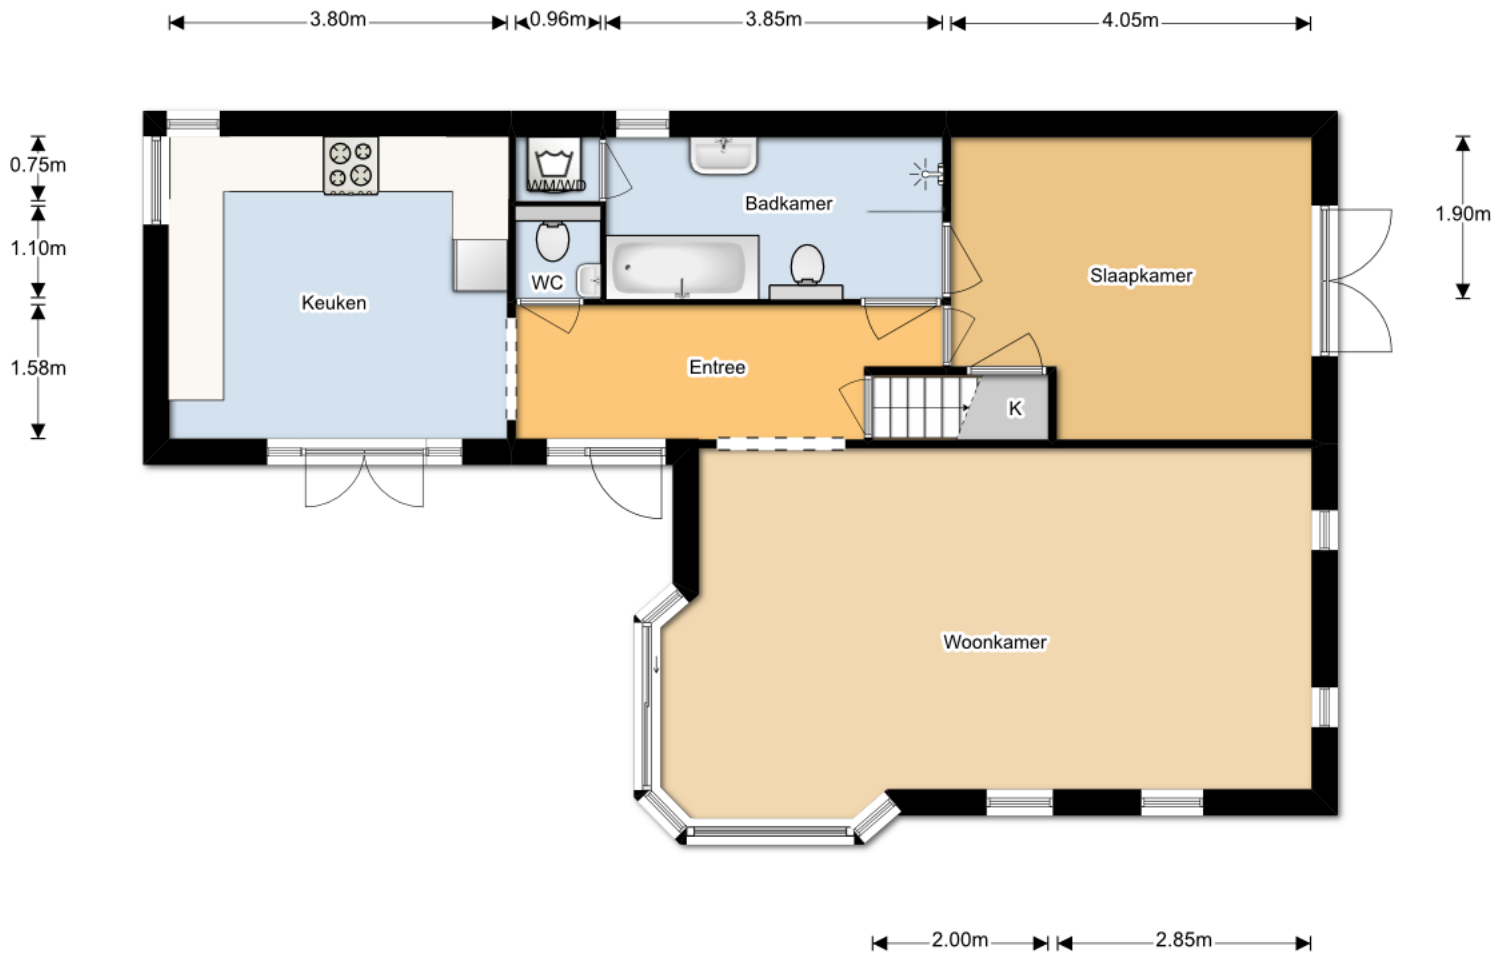 3.80m
0.96m
3.85m
4.05m
0.75m
1.10m
1.58m
1.90m
WM/WD
Badkamer
WC
Keuken
Slaapkamer
Entree
K
Woonkamer
2.00m
2.85m